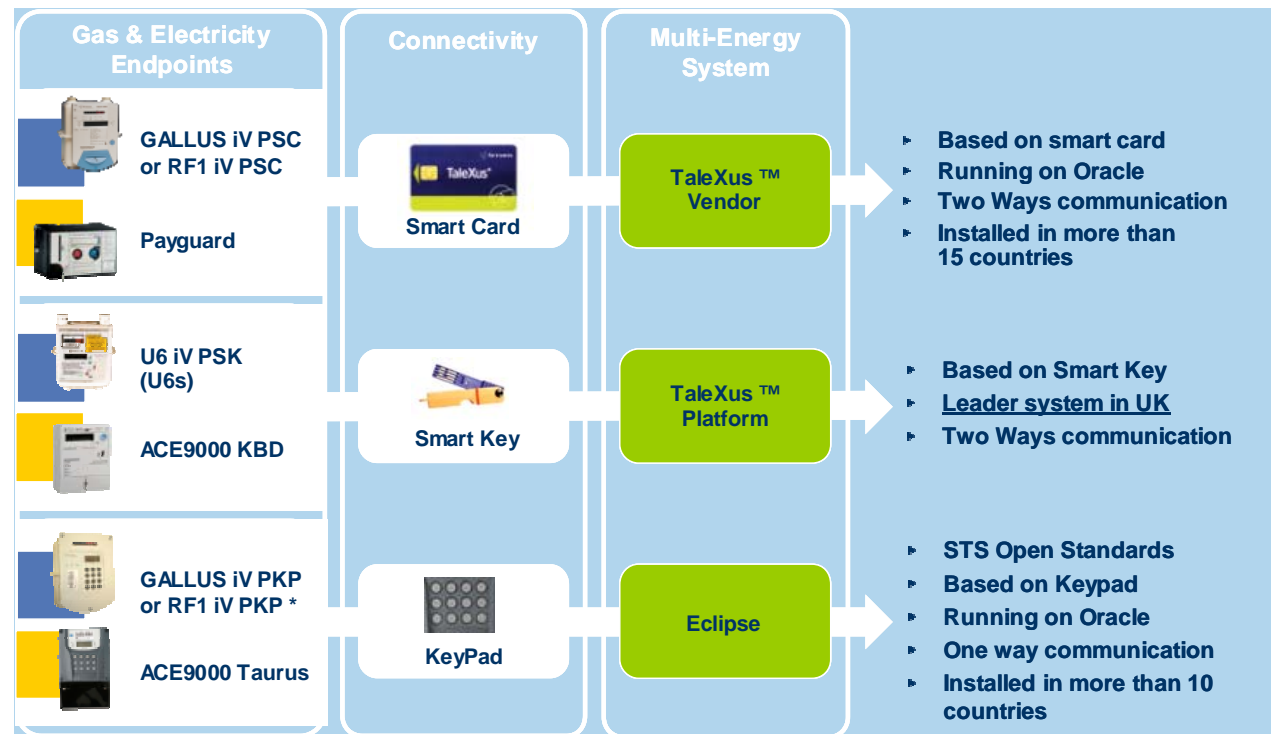 Gas & Electricity
Endpoints
Connectivity
Multi-Energy
System
GALLUS iV PSC
or RF1 iV PSC
Payguard
TaleXus
Smart Card
TaleXus ™
Vendor
Based on smart card
Running on Oracle
Two Ways communication
Installed in more than
15 countries
U6 iV PSK
(U6s)
ACE9000 KBD
Smart Key
TaleXus ™
Platform
Based on Smart Key
Leader system in UK
Two Ways communication
GALLUS iV PKP
or RF1 iV PKP *
ACE9000 Taurus
KeyPad
Eclipse
STS Open Standards
Based on Keypad
Running on Oracle
One way communication
Installed in more than 10
countries